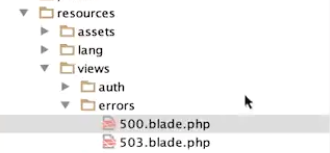 resources
assets
lang
views
auth
errors
500.blade.php
503.blade.php